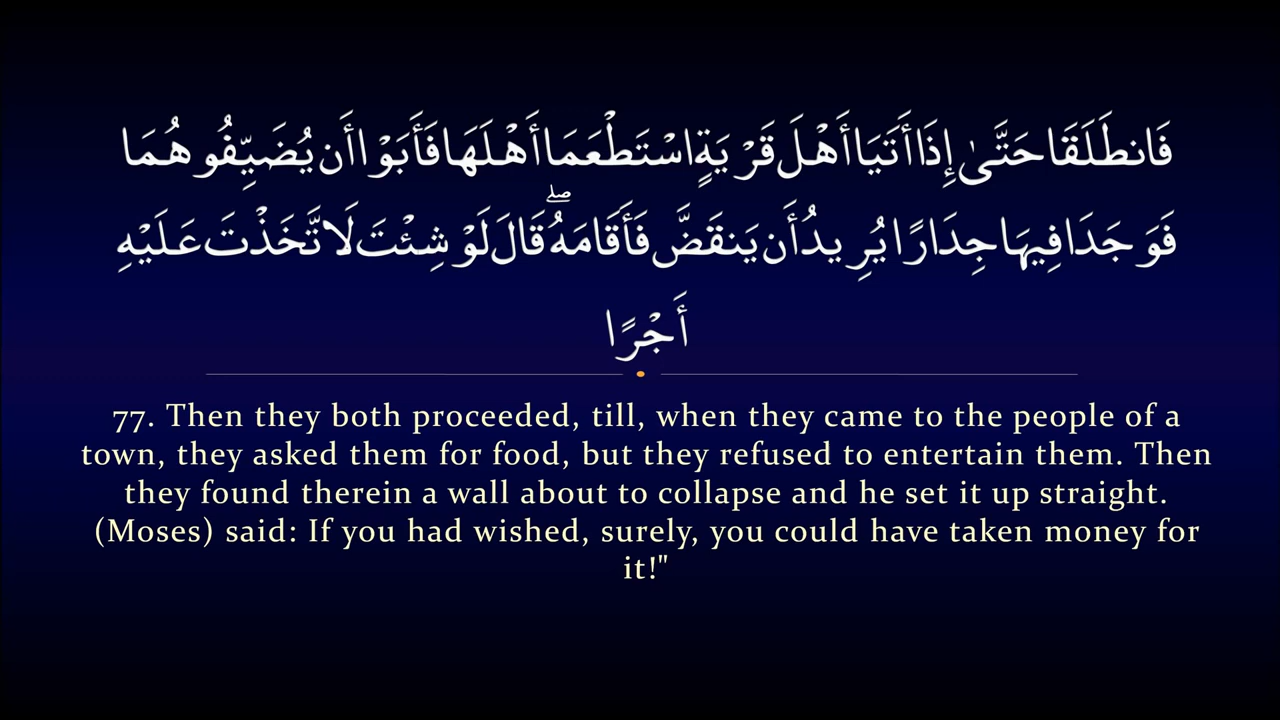 فَانطَلَقَا حَتَّىٰ إِذَا أَتَيَا أَهْلَ قَرْيَةٍ اسْتَطْعَمَا أَهْلَهَا فَأَبَوْا أَن يُضَيِّفُوهُمَا
فَوَجَدَا فِيهَا جِدَارًا يُرِيدُ أَن يَنقَضَّ فَأَقَامَهُ ۖ قَالَ لَوْ شِئْتَ لَاتَّخَذْتَ عَلَيْهِ
أَجْرًا
77. Then they both proceeded, till, when they came to the people of a
town, they asked them for food, but they refused to entertain them. Then
they found therein a wall about to collapse and he set it up straight.
(Moses) said: If you had wished, surely, you could have taken money for
it!"